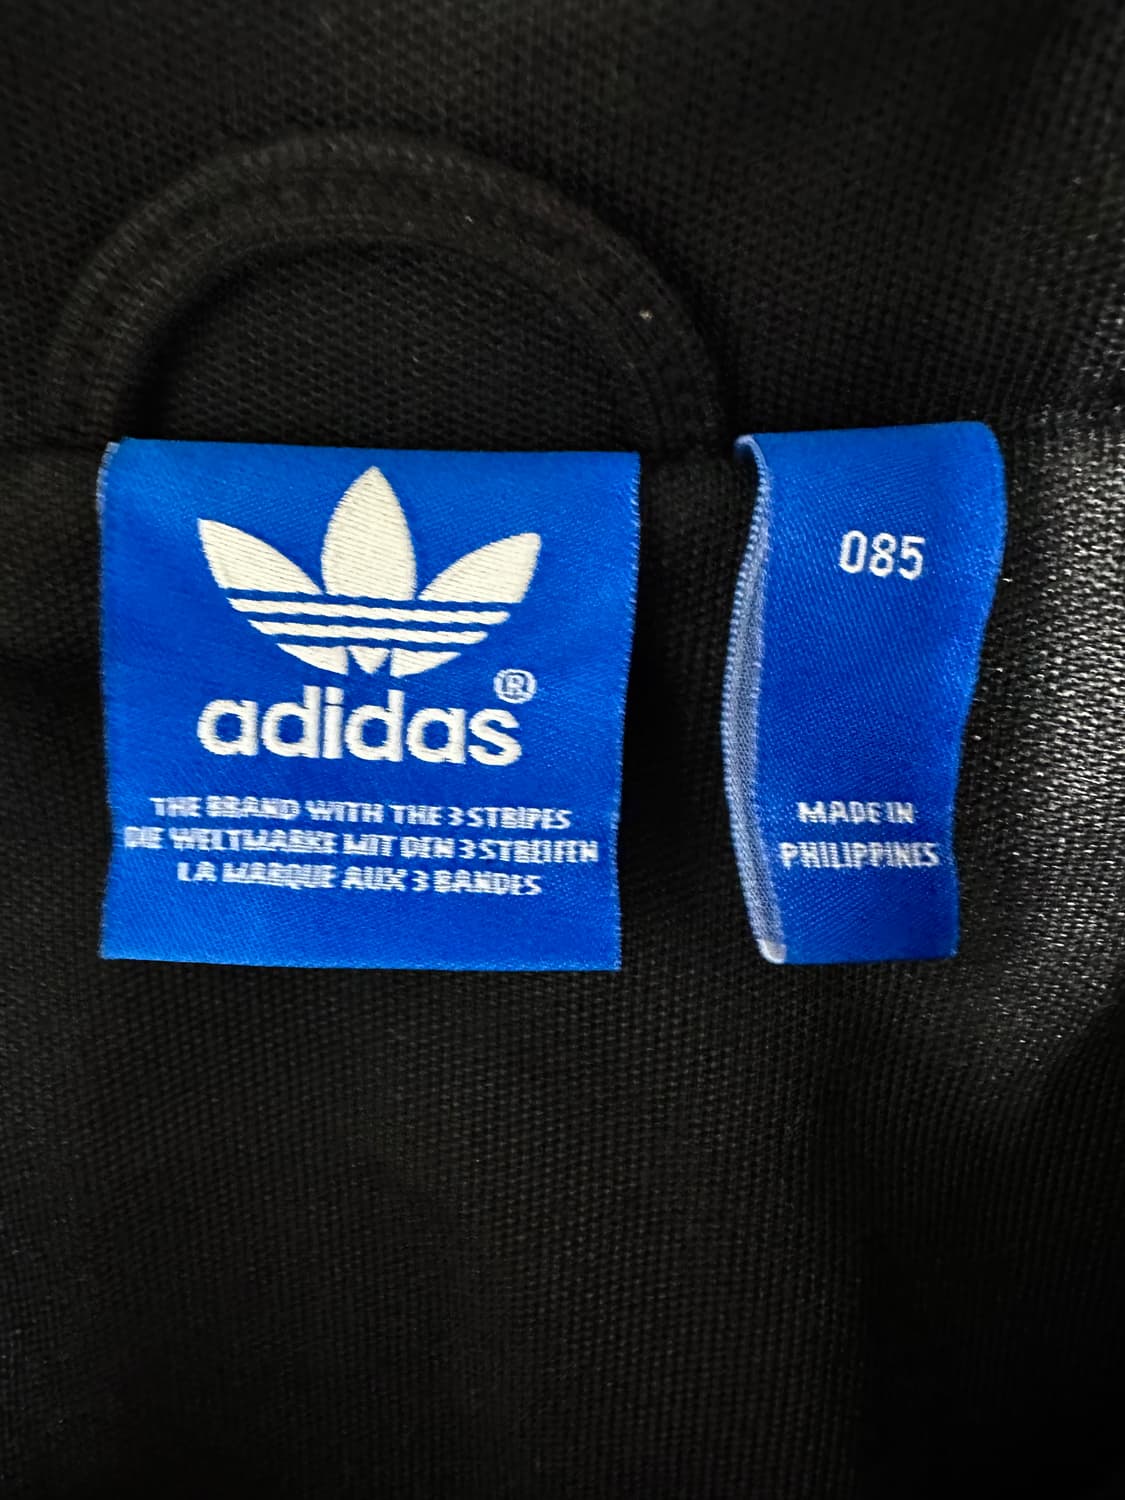 adidas®
THE BRAND WITH THE 3 STRIPES
DIE WELTMARKE MIT DEN 3 STREIFEN
LA MARQUE AUX 3 BANDES
085
MADE IN
PHILIPPINES